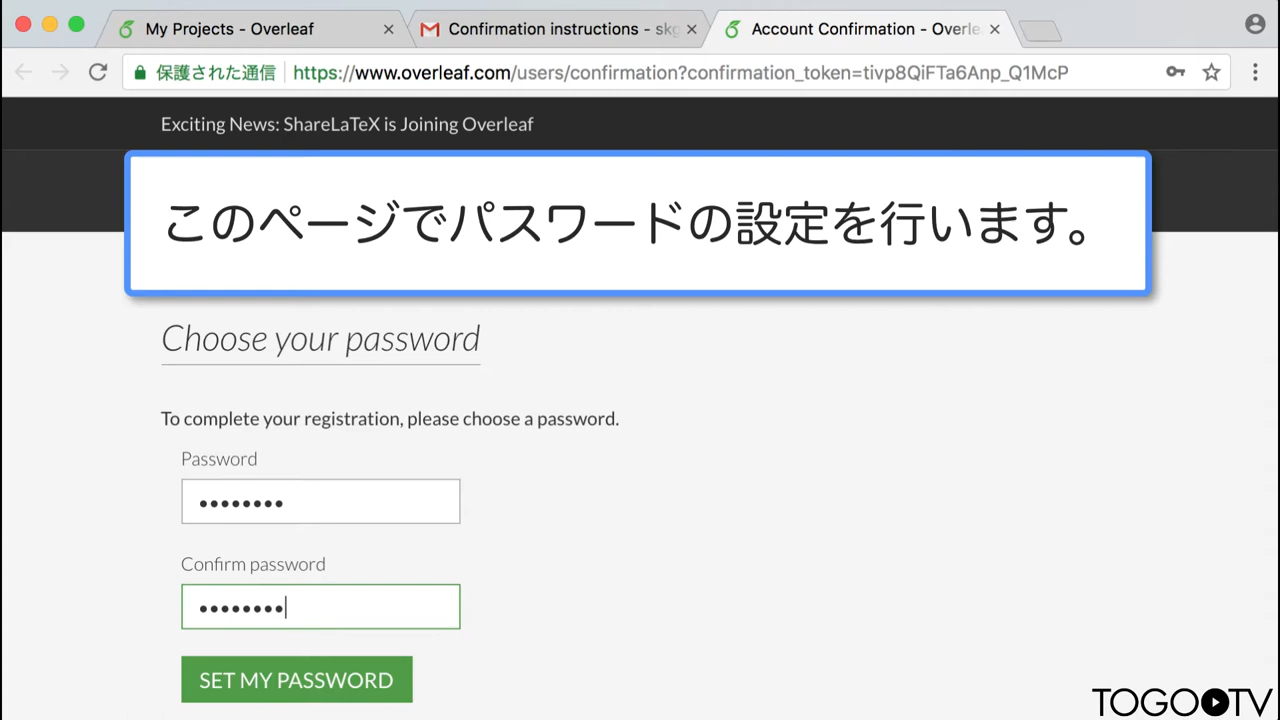 My Projects - Overleaf
Confirmation instructions - skg
Account Confirmation - Overle
保護された通信
https://www.overleaf.com/users/confirmation?confirmation_token=tivp8QiFTa6Anp_Q1McP
Exciting News: ShareLaTeX is Joining Overleaf
このページでパスワードの設定を行います。
Choose your password
To complete your registration, please choose a password.
Password
Confirm password
SET MY PASSWORD
TOGOTV